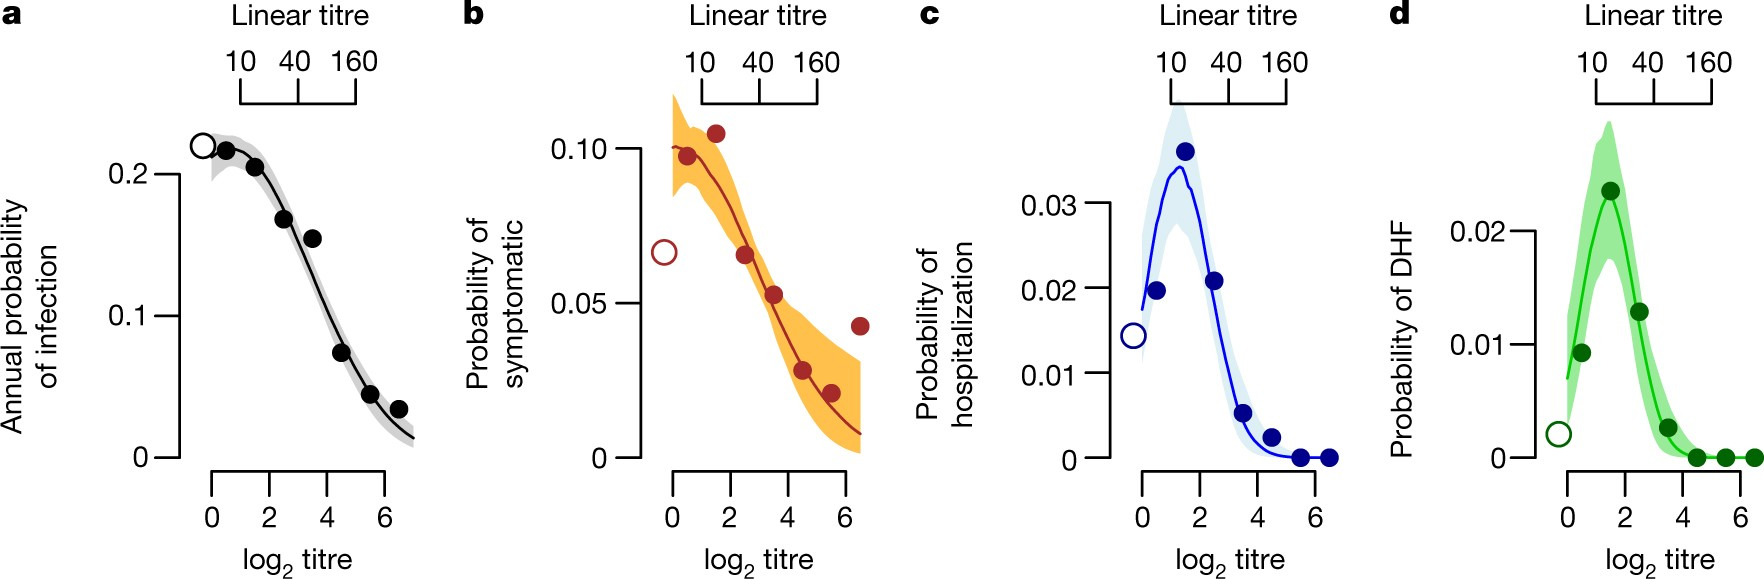 a
Linear titre
10 40 160
Annual probability
of infection
0.2
0.1
0
0 2 4 6
log₂ titre
b
Linear titre
10 40 160
Probability of
symptomatic
0.10
0.05
0
0 2 4 6
log₂ titre
c
Linear titre
10 40 160
Probability of
hospitalization
0.03
0.02
0.01
0
0 2 4 6
log₂ titre
d
Linear titre
10 40 160
Probability of DHF
0.02
0.01
0
0 2 4 6
log₂ titre